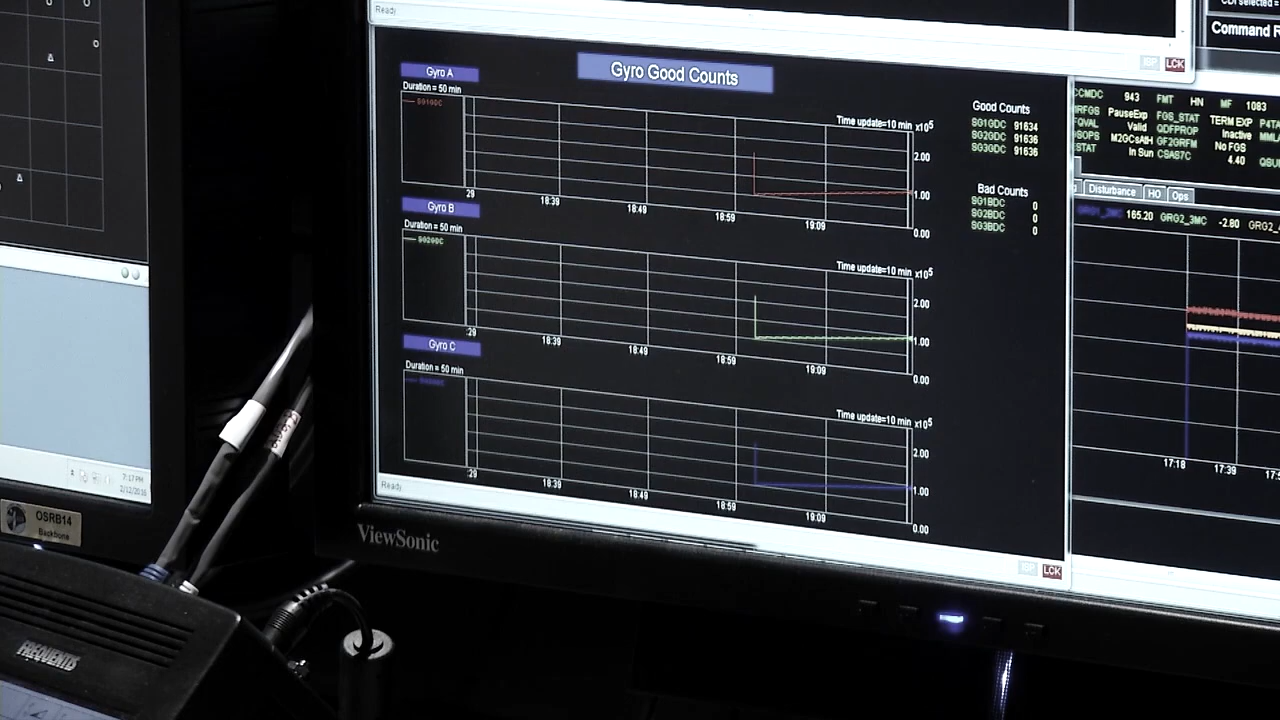 Ready
Gyro Good Counts
Gyro A
Duration = 50 min
SG1GDC
Time update=10 min x10⁵
2.00
1.00
0.00
29
18:39
18:49
18:59
19:09
Gyro B
Duration = 50 min
SG2GDC
Time update=10 min x10⁵
2.00
1.00
0.00
29
18:39
18:49
18:59
19:09
Gyro C
Duration = 50 min
Time update=10 min x10⁵
2.00
1.00
0.00
29
18:39
18:49
18:59
19:09
Good Counts
SG1GDC 91634
SG2GDC 91636
SG3GDC 91636
Bad Counts
SG1BDC 0
SG2BDC 0
SG3BDC 0
Ready
LCK
LCK
ViewSonic
Command R
CCMDC 943 FMT HN MF 1083
PauseExp FGS_STAT TERM EXP
Valid QDFPROP Inactive
M2GCsAtH GF2GRFM No FGS
In Sun CSAS7C 4.40
Disturbance HO Ops
165.20 GRG2_3MC -2.80
17:18
17:39
7:17 PM
OSRB14
Backbone
FREQUENTIS